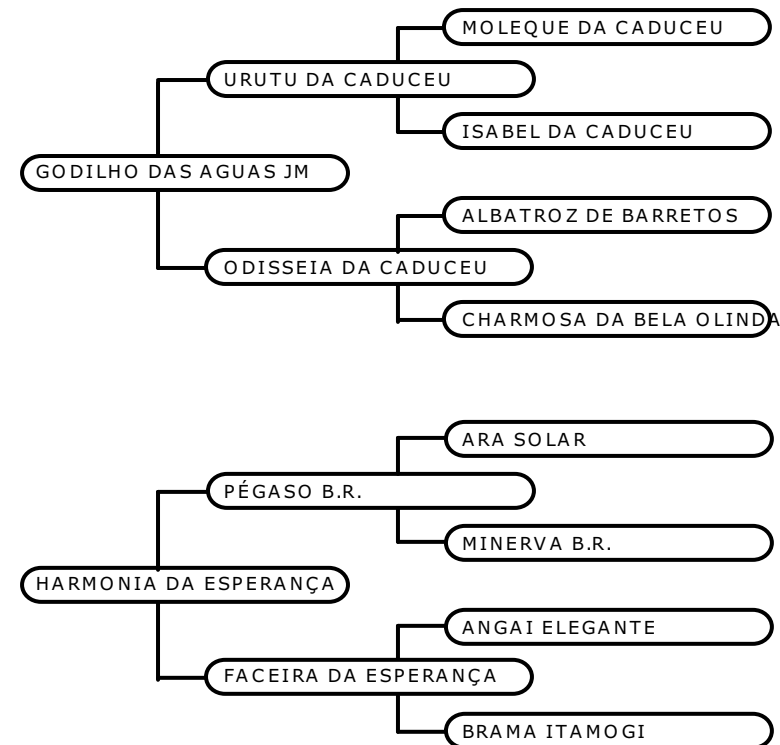 MOLEQUE DA CADUCEU
URUTU DA CADUCEU
ISABEL DA CADUCEU
GODILHO DAS AGUAS JM
ALBATROZ DE BARRETOS
ODISSEIA DA CADUCEU
CHARMOSA DA BELA OLINDA
ARA SOLAR
PÉGASO B.R.
MINERVA B.R.
HARMONIA DA ESPERANÇA
ANGAI ELEGANTE
FACEIRA DA ESPERANÇA
BRAMA ITAMOGI